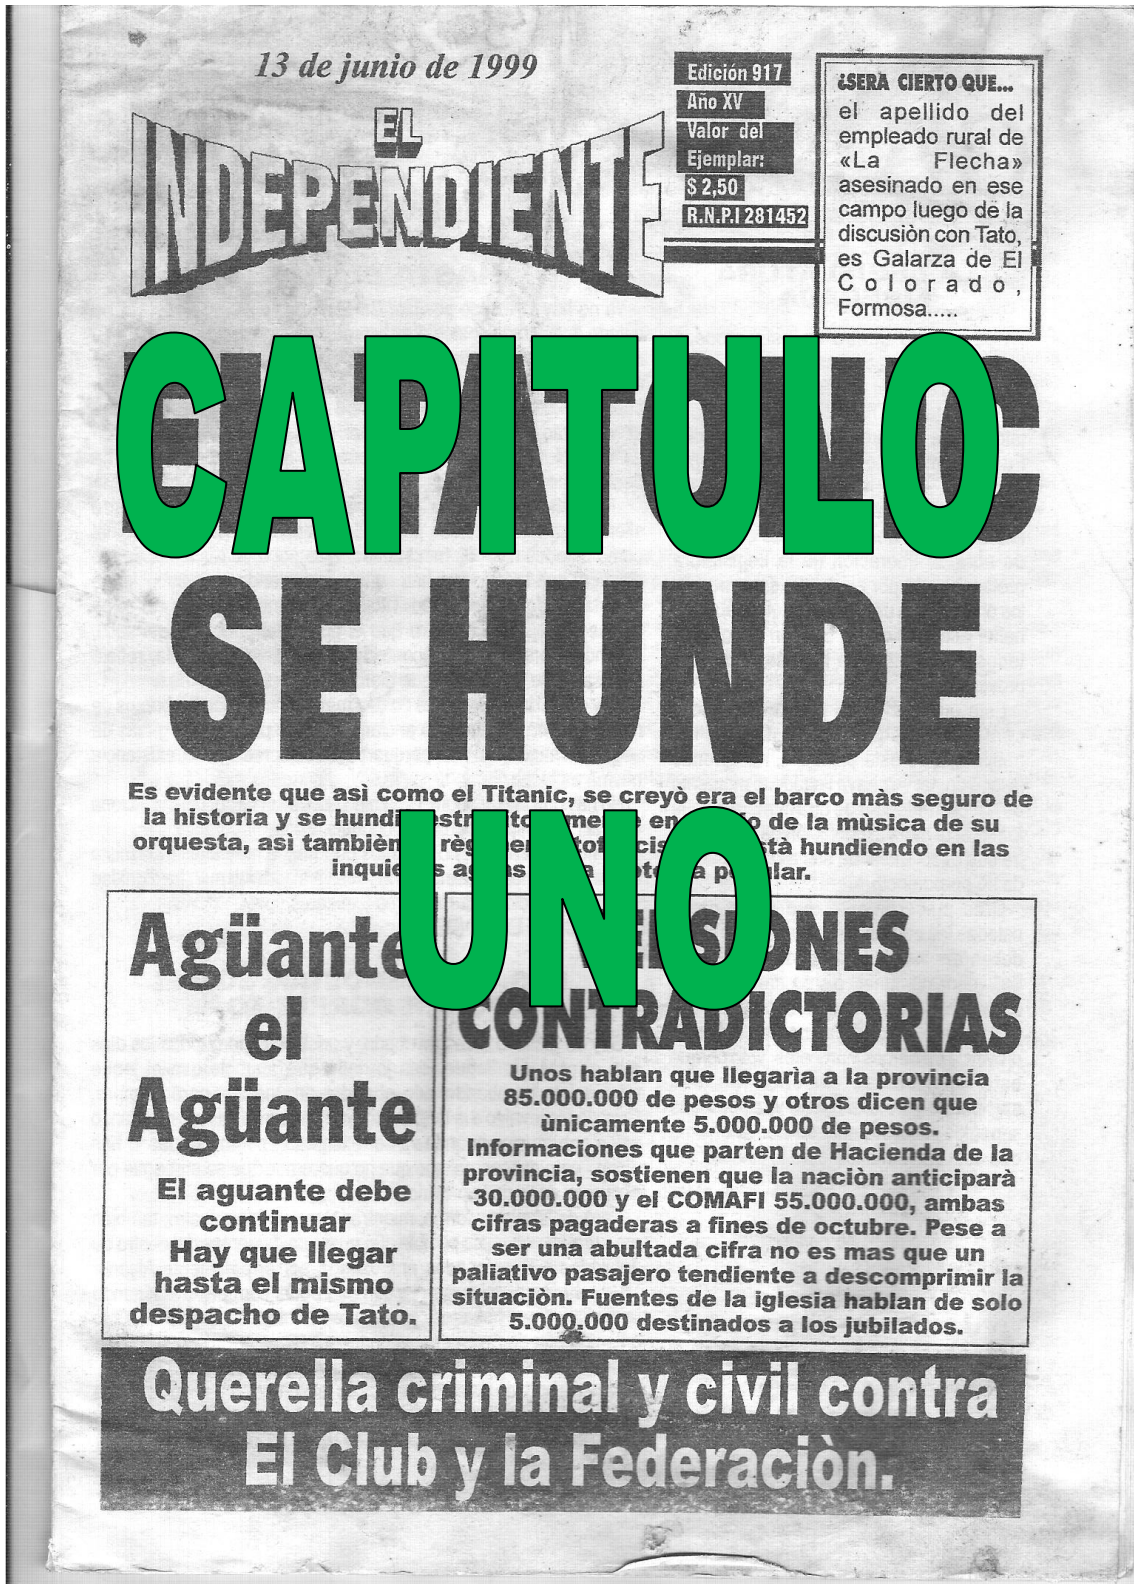 13 de junio de 1999
EL
INDEPENDIENTE
Edición 917
Año XV
Valor del
Ejemplar:
$ 2,50
R.N.P.I 281452
¿SERA CIERTO QUE...
el apellido del
empleado rural de
«La Flecha»
asesinado en ese
campo luego de la
discusiòn con Tato,
es Galarza de El
Colorado,
Formosa.....
CAPITULO
SE HUNDE
Es evidente que asì como el Titanic, se creyò era el barco màs seguro de
la historia y se hundi en de la mùsica de su
orquesta, asì tambièn hundiendo en las
UNO
Agüante
el
Agüante
El aguante debe
continuar
Hay que llegar
hasta el mismo
despacho de Tato.
CONTRADICTORIAS
Unos hablan que llegarìa a la provincia
85.000.000 de pesos y otros dicen que
ùnicamente 5.000.000 de pesos.
Informaciones que parten de Hacienda de la
provincia, sostienen que la naciòn anticiparà
30.000.000 y el COMAFI 55.000.000, ambas
cifras pagaderas a fines de octubre. Pese a
ser una abultada cifra no es mas que un
paliativo pasajero tendiente a descomprimir la
situaciòn. Fuentes de la iglesia hablan de solo
5.000.000 destinados a los jubilados.
Querella criminal y civil contra
El Club y la Federaciòn.